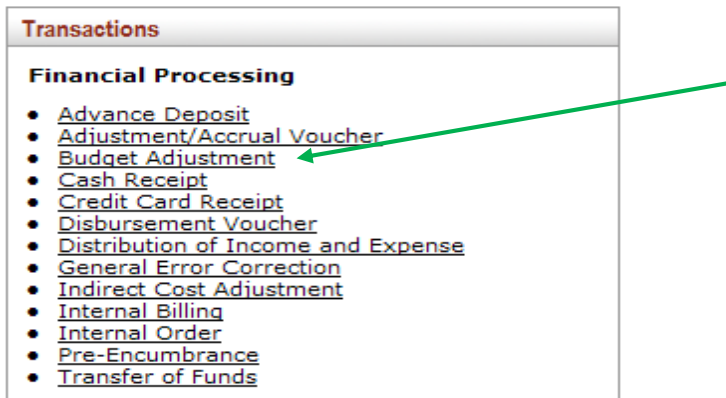 Transactions
Financial Processing
• Advance Deposit
• Adjustment/Accrual Voucher
• Budget Adjustment
• Cash Receipt
• Credit Card Receipt
• Disbursement Voucher
• Distribution of Income and Expense
• General Error Correction
• Indirect Cost Adjustment
• Internal Billing
• Internal Order
• Pre-Encumbrance
• Transfer of Funds